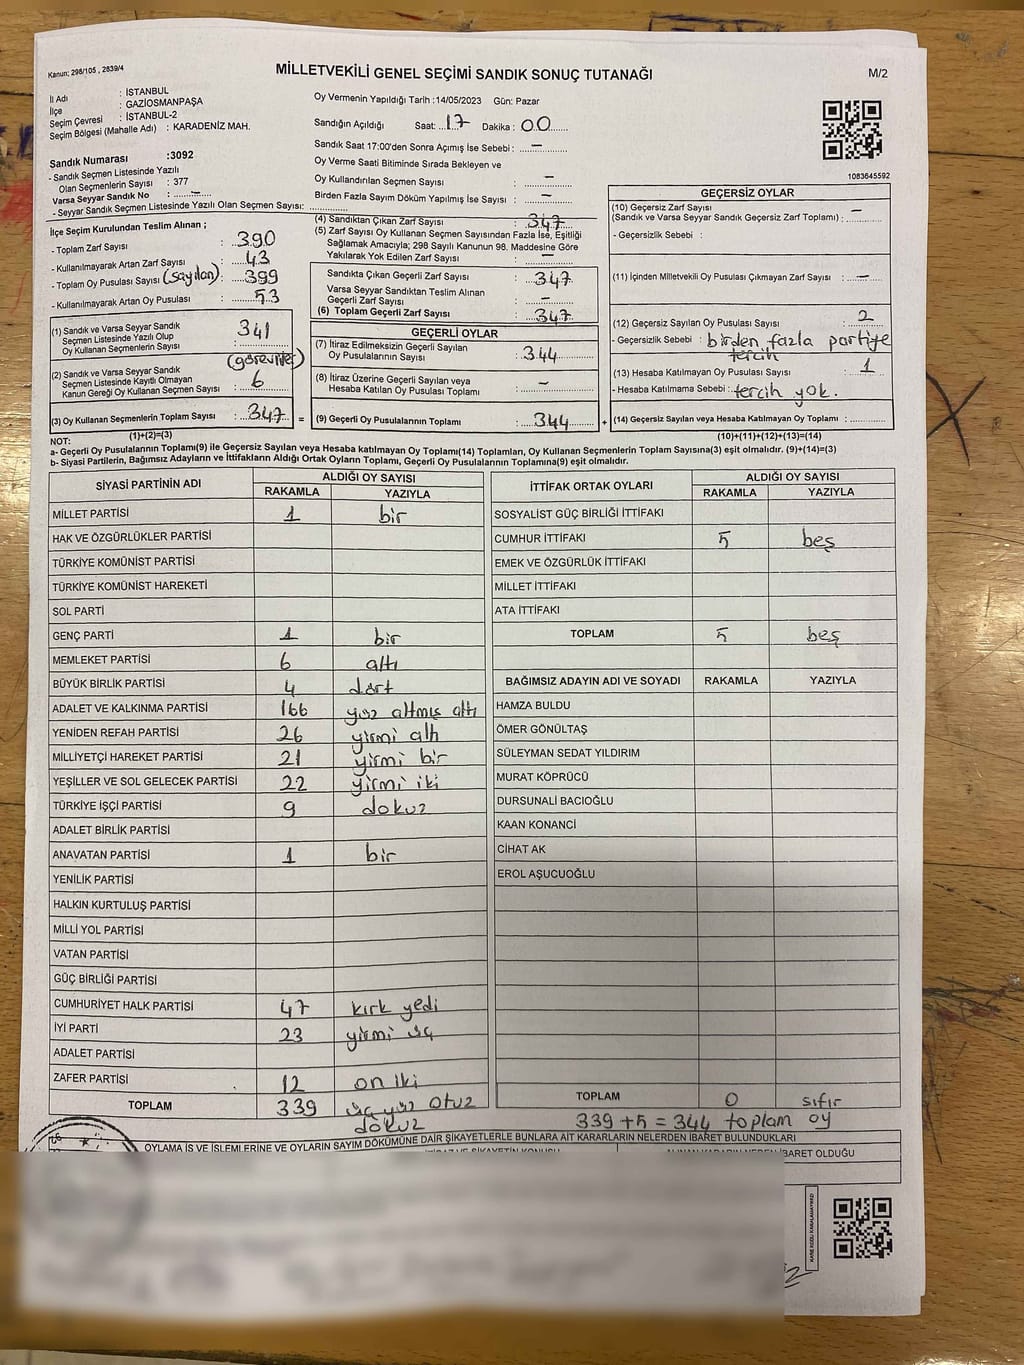 Kanun: 298/105 , 2839/4
MİLLETVEKİLİ GENEL SEÇİMİ SANDIK SONUÇ TUTANAĞI
M/2
İl Adı : İSTANBUL
İlçe : GAZİOSMANPAŞA
Seçim Çevresi : İSTANBUL-2
Seçim Bölgesi (Mahalle Adı) : KARADENİZ MAH.
Sandık Numarası :3092
- Sandık Seçmen Listesinde Yazılı
Olan Seçmenlerin Sayısı : 377
Varsa Seyyar Sandık No : -
- Seyyar Sandık Seçmen Listesinde Yazılı Olan Seçmen Sayısı:
Oy Vermenin Yapıldığı Tarih :14/05/2023 Gün: Pazar
Sandığın Açıldığı Saat: 17 Dakika : 00
Sandık Saat 17:00'den Sonra Açımış İse Sebebi : -
Oy Verme Saati Bitiminde Sırada Bekleyen ve
Oy Kullandırılan Seçmen Sayısı : -
Birden Fazla Sayım Döküm Yapılmış İse Sayısı : -
1083645592
İlçe Seçim Kurulundan Teslim Alınan ;
- Toplam Zarf Sayısı : 390
- Kullanılmayarak Artan Zarf Sayısı : 43
- Toplam Oy Pusulası Sayısı (sayılan) : 399
- Kullanılmayarak Artan Oy Pusulası : 53
(1) Sandık ve Varsa Seyyar Sandık
Seçmen Listesinde Yazılı Olup
Oy Kullanan Seçmenlerin Sayısı : 341
(görevliler)
(2) Sandık ve Varsa Seyyar Sandık
Seçmen Listesinde Kayıtlı Olmayan
Kanun Gereği Oy Kullanan Seçmen Sayısı : 6
(3) Oy Kullanan Seçmenlerin Toplam Sayısı : 347 =
(1)+(2)=(3)
(4) Sandıktan Çıkan Zarf Sayısı : 347
(5) Zarf Sayısı Oy Kullanan Seçmen Sayısından Fazla İse, Eşitliği
Sağlamak Amacıyla; 298 Sayılı Kanunun 98. Maddesine Göre
Yakılarak Yok Edilen Zarf Sayısı : -
Sandıkta Çıkan Geçerli Zarf Sayısı : 347
Varsa Seyyar Sandıktan Teslim Alınan
Geçerli Zarf Sayısı : -
(6) Toplam Geçerli Zarf Sayısı : 347
GEÇERLİ OYLAR
(7) İtiraz Edilmeksizin Geçerli Sayılan
Oy Pusulalarının Sayısı : 344
(8) İtiraz Üzerine Geçerli Sayılan veya
Hesaba Katılan Oy Pusulası Toplamı : -
(9) Geçerli Oy Pusulalarının Toplamı : 344 +
GEÇERSİZ OYLAR
(10) Geçersiz Zarf Sayısı : -
(Sandık ve Varsa Seyyar Sandık Geçersiz Zarf Toplamı)
- Geçersizlik Sebebi :
(11) İçinden Milletvekili Oy Pusulası Çıkmayan Zarf Sayısı : -
(12) Geçersiz Sayılan Oy Pusulası Sayısı : 2
- Geçersizlik Sebebi : birden fazla partiye
tercih
(13) Hesaba Katılmayan Oy Pusulası Sayısı : 1
- Hesaba Katılmama Sebebi : tercih yok.
(14) Geçersiz Sayılan veya Hesaba Katılmayan Oy Toplamı :
(10)+(11)+(12)+(13)=(14)
NOT:
a- Geçerli Oy Pusulalarının Toplamı(9) ile Geçersiz Sayılan veya Hesaba katılmayan Oy Toplamı(14) Toplamları, Oy Kullanan Seçmenlerin Toplam Sayısına(3) eşit olmalıdır. (9)+(14)=(3)
b- Siyasi Partilerin, Bağımsız Adayların ve İttifakların Aldığı Ortak Oyların Toplamı, Geçerli Oy Pusulalarının Toplamına(9) eşit olmalıdır.
SİYASİ PARTİNİN ADI ALDIĞI OY SAYISI
RAKAMLA YAZIYLA
MİLLET PARTİSİ 1 bir
HAK VE ÖZGÜRLÜKLER PARTİSİ
TÜRKİYE KOMÜNİST PARTİSİ
TÜRKİYE KOMÜNİST HAREKETİ
SOL PARTİ
GENÇ PARTİ 1 bir
MEMLEKET PARTİSİ 6 altı
BÜYÜK BİRLİK PARTİSİ 4 dört
ADALET VE KALKINMA PARTİSİ 166 yüz altmış altı
YENİDEN REFAH PARTİSİ 26 yirmi altı
MİLLİYETÇİ HAREKET PARTİSİ 21 yirmi bir
YEŞİLLER VE SOL GELECEK PARTİSİ 22 yirmi iki
TÜRKİYE İŞÇİ PARTİSİ 9 dokuz
ADALET BİRLİK PARTİSİ
ANAVATAN PARTİSİ 1 bir
YENİLİK PARTİSİ
HALKIN KURTULUŞ PARTİSİ
MİLLİ YOL PARTİSİ
VATAN PARTİSİ
GÜÇ BİRLİĞİ PARTİSİ
CUMHURİYET HALK PARTİSİ 47 kırk yedi
İYİ PARTİ 23 yirmi üç
ADALET PARTİSİ
ZAFER PARTİSİ 12 on iki
TOPLAM 339 üç yüz otuz
dokuz
İTTİFAK ORTAK OYLARI ALDIĞI OY SAYISI
RAKAMLA YAZIYLA
SOSYALİST GÜÇ BİRLİĞİ İTTİFAKI
CUMHUR İTTİFAKI 5 beş
EMEK VE ÖZGÜRLÜK İTTİFAKI
MİLLET İTTİFAKI
ATA İTTİFAKI
TOPLAM 5 beş
BAĞIMSIZ ADAYIN ADI VE SOYADI RAKAMLA YAZIYLA
HAMZA BULDU
ÖMER GÖNÜLTAŞ
SÜLEYMAN SEDAT YILDIRIM
MURAT KÖPRÜCÜ
DURSUNALİ BACIOĞLU
KAAN KONANCİ
CİHAT AK
EROL AŞUCUOĞLU
TOPLAM 0 sıfır
339 + 5 = 344 toplam oy
OYLAMA İŞ VE İŞLEMLERİNE VE OYLARIN SAYIM DÖKÜMÜNE DAİR ŞİKAYETLERLE BUNLARA AİT KARARLARIN NELERDEN İBARET BULUNDUKLARI
İBARET OLDUĞU